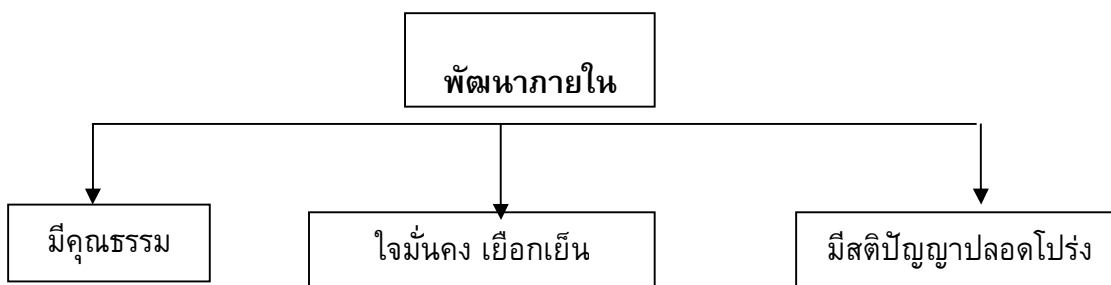 พัฒนาภายใน
มีคุณธรรม
ใจมั่นคง เยือกเย็น
มีสติปัญญาปลอดโปร่ง